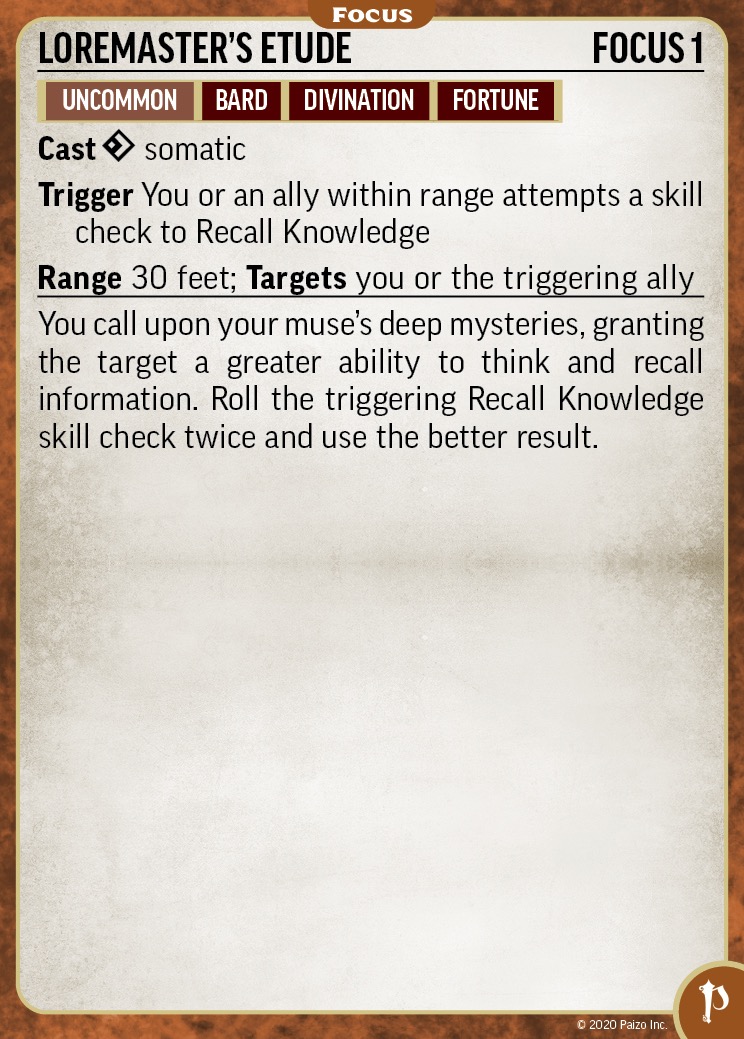 Focus
LOREMASTER'S ETUDE FOCUS 1
UNCOMMON BARD DIVINATION FORTUNE
Cast somatic
Trigger You or an ally within range attempts a skill
check to Recall Knowledge
Range 30 feet; Targets you or the triggering ally
You call upon your muse's deep mysteries, granting
the target a greater ability to think and recall
information. Roll the triggering Recall Knowledge
skill check twice and use the better result.
© 2020 Paizo Inc.
P